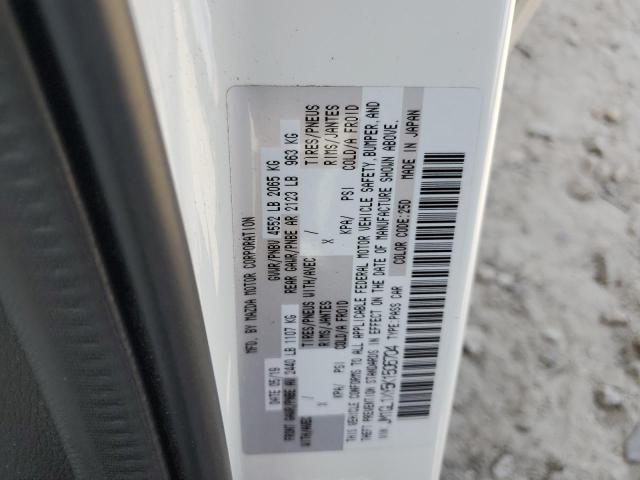 MFD. BY MAZDA MOTOR CORPORATION
DATE 05/19 GVWR/PNBV 4552 LB 2065 KG
FRONT GAWR/PNBE AV 2440 LB 1107 KG REAR GAWR/PNBE AR 2123 LB 963 KG
WITH/AVEC TIRES/PNEUS WITH/AVEC TIRES/PNEUS
/ RIMS/JANTES / RIMS/JANTES
X COLD/A FROID X COLD/A FROID
KPA/ PSI KPA/ PSI
THIS VEHICLE CONFORMS TO ALL APPLICABLE FEDERAL MOTOR VEHICLE SAFETY, BUMPER, AND
THEFT PREVENTION STANDARDS IN EFFECT ON THE DATE OF MANUFACTURE SHOWN ABOVE.
TYPE:PASS CAR COLOR CODE:25D MADE IN JAPAN